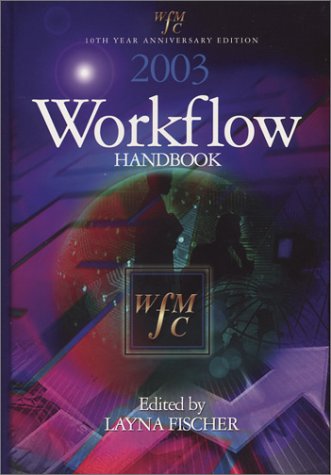 WfMC
10TH YEAR ANNIVERSARY EDITION
2003
Workflow
HANDBOOK
WfMC
Edited by
LAYNA FISCHER